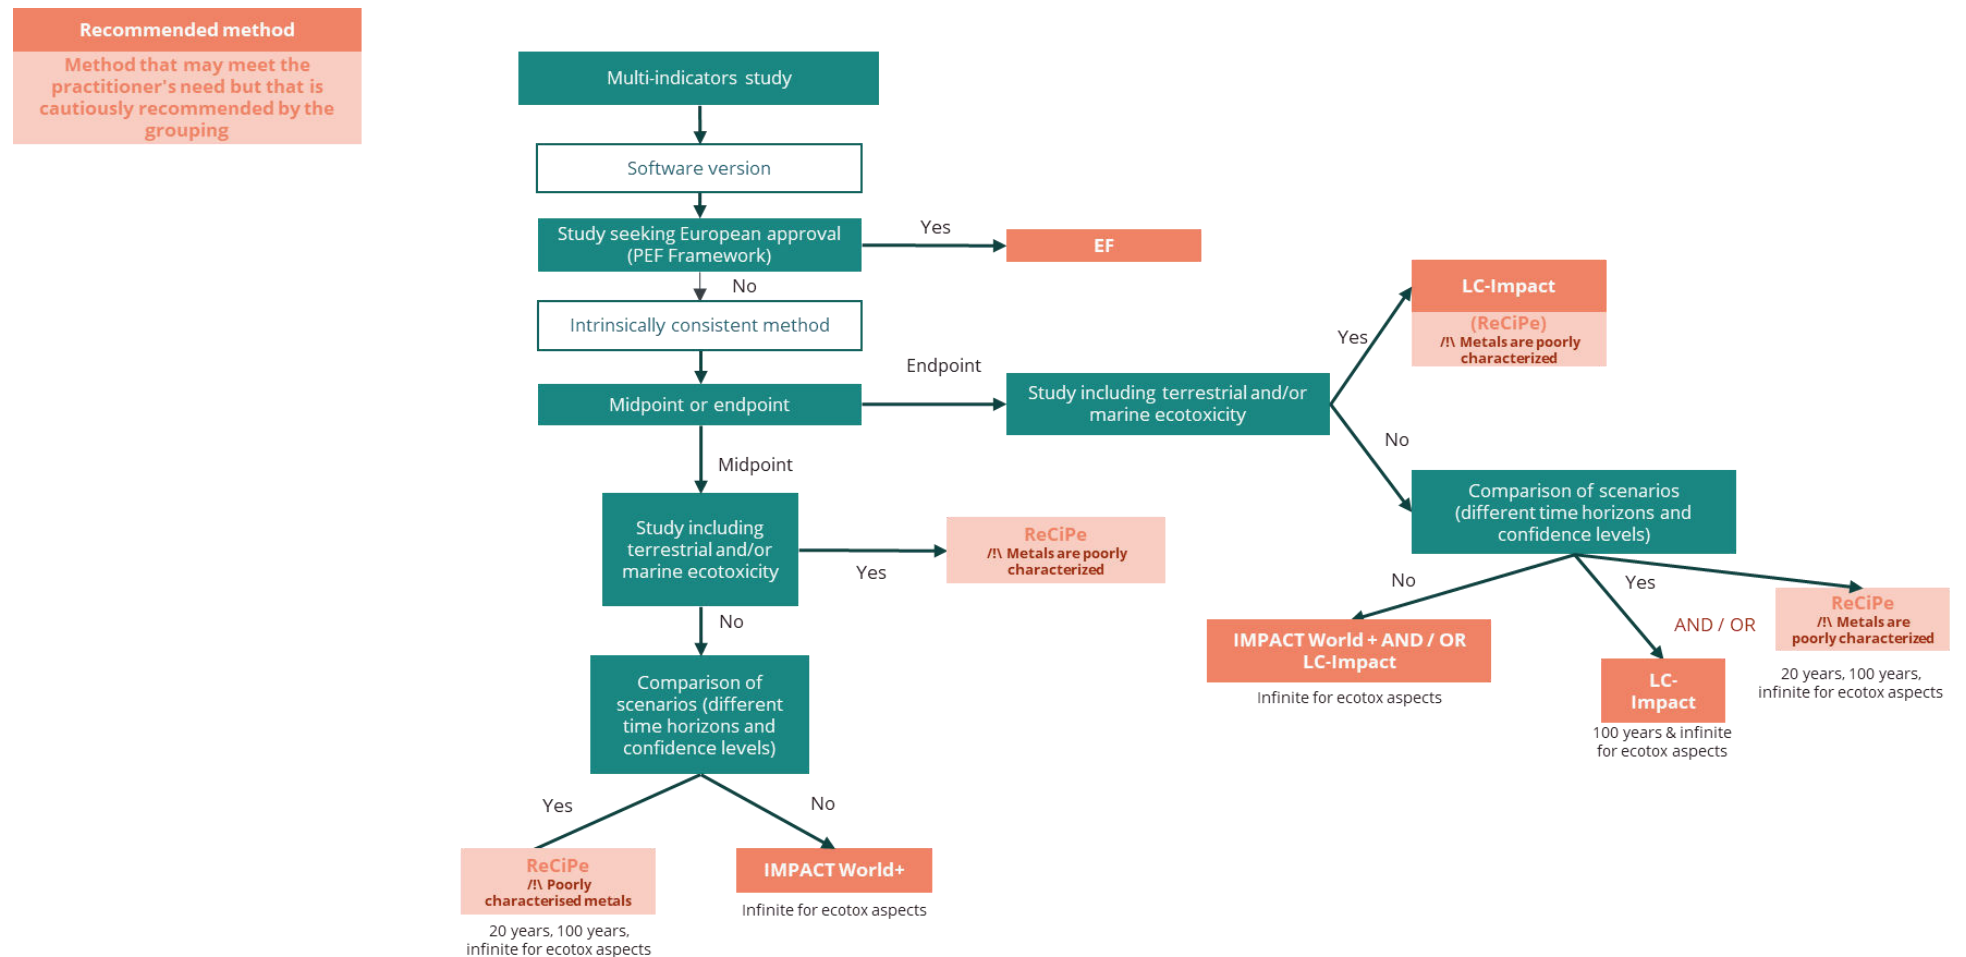 Recommended method
Method that may meet the
practitioner's need but that is
cautiously recommended by the
grouping
Multi-indicators study
Software version
Study seeking European approval
(PEF Framework)
Yes
EF
No
Intrinsically consistent method
Midpoint or endpoint
Endpoint
Study including terrestrial and/or
marine ecotoxicity
Yes
LC-Impact
(ReCiPe)
/!\ Metals are poorly
characterized
No
Comparison of scenarios
(different time horizons and
confidence levels)
No
IMPACT World + AND / OR
LC-Impact
Infinite for ecotox aspects
Yes
AND / OR
LC-
Impact
100 years & infinite
for ecotox aspects
ReCiPe
/!\ Metals are
poorly characterized
20 years, 100 years,
infinite for ecotox aspects
Midpoint
Study including
terrestrial and/or
marine ecotoxicity
Yes
ReCiPe
/!\ Metals are poorly
characterized
No
Comparison of
scenarios (different
time horizons and
confidence levels)
Yes
ReCiPe
/!\ Poorly
characterised metals
20 years, 100 years,
infinite for ecotox aspects
No
IMPACT World+
Infinite for ecotox aspects